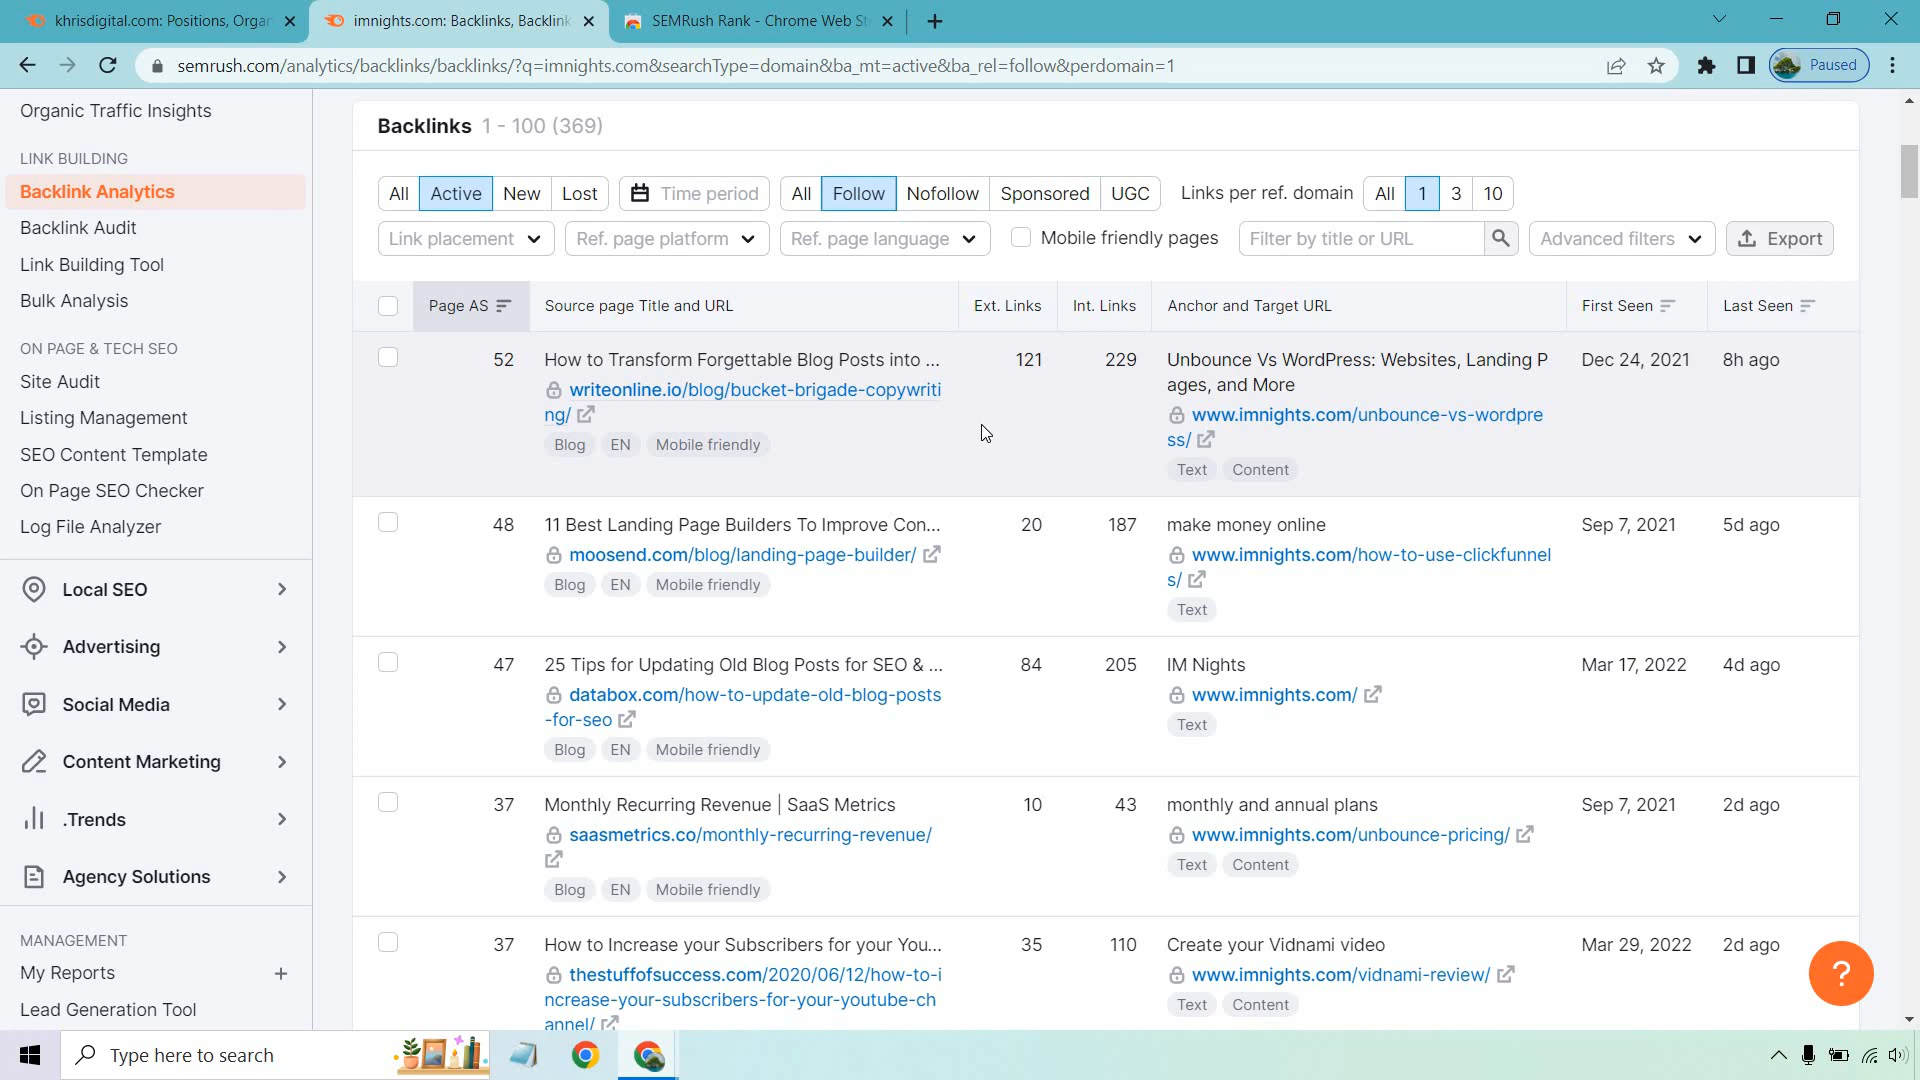 khrisdigital.com: Positions, Organ
imnights.com: Backlinks, Backlink
SEMRush Rank - Chrome Web St
semrush.com/analytics/backlinks/backlinks/?q=imnights.com&searchType=domain&ba_mt=active&ba_rel=follow&perdomain=1
Paused
Organic Traffic Insights
LINK BUILDING
Backlink Analytics
Backlink Audit
Link Building Tool
Bulk Analysis
ON PAGE & TECH SEO
Site Audit
Listing Management
SEO Content Template
On Page SEO Checker
Log File Analyzer
Local SEO
Advertising
Social Media
Content Marketing
.Trends
Agency Solutions
MANAGEMENT
My Reports +
Lead Generation Tool
Backlinks 1 - 100 (369)
All Active New Lost Time period All Follow Nofollow Sponsored UGC Links per ref. domain All 1 3 10
Link placement Ref. page platform Ref. page language Mobile friendly pages Filter by title or URL Advanced filters Export
Page AS Source page Title and URL Ext. Links Int. Links Anchor and Target URL First Seen Last Seen
52 How to Transform Forgettable Blog Posts into ... 121 229 Unbounce Vs WordPress: Websites, Landing P Dec 24, 2021 8h ago
ages, and More
writeonline.io/blog/bucket-brigade-copywriti
ng/
www.imnights.com/unbounce-vs-wordpre
ss/
Blog EN Mobile friendly
Text Content
48 11 Best Landing Page Builders To Improve Con... 20 187 make money online Sep 7, 2021 5d ago
moosend.com/blog/landing-page-builder/
www.imnights.com/how-to-use-clickfunnel
s/
Blog EN Mobile friendly
Text
47 25 Tips for Updating Old Blog Posts for SEO & ... 84 205 IM Nights Mar 17, 2022 4d ago
databox.com/how-to-update-old-blog-posts
-for-seo
www.imnights.com/
Blog EN Mobile friendly
Text
37 Monthly Recurring Revenue | SaaS Metrics 10 43 monthly and annual plans Sep 7, 2021 2d ago
saasmetrics.co/monthly-recurring-revenue/
www.imnights.com/unbounce-pricing/
Blog EN Mobile friendly
Text Content
37 How to Increase your Subscribers for your You... 35 110 Create your Vidnami video Mar 29, 2022 2d ago
thestuffofsuccess.com/2020/06/12/how-to-i
ncrease-your-subscribers-for-your-youtube-ch
annel/
www.imnights.com/vidnami-review/
Text Content
?
Type here to search